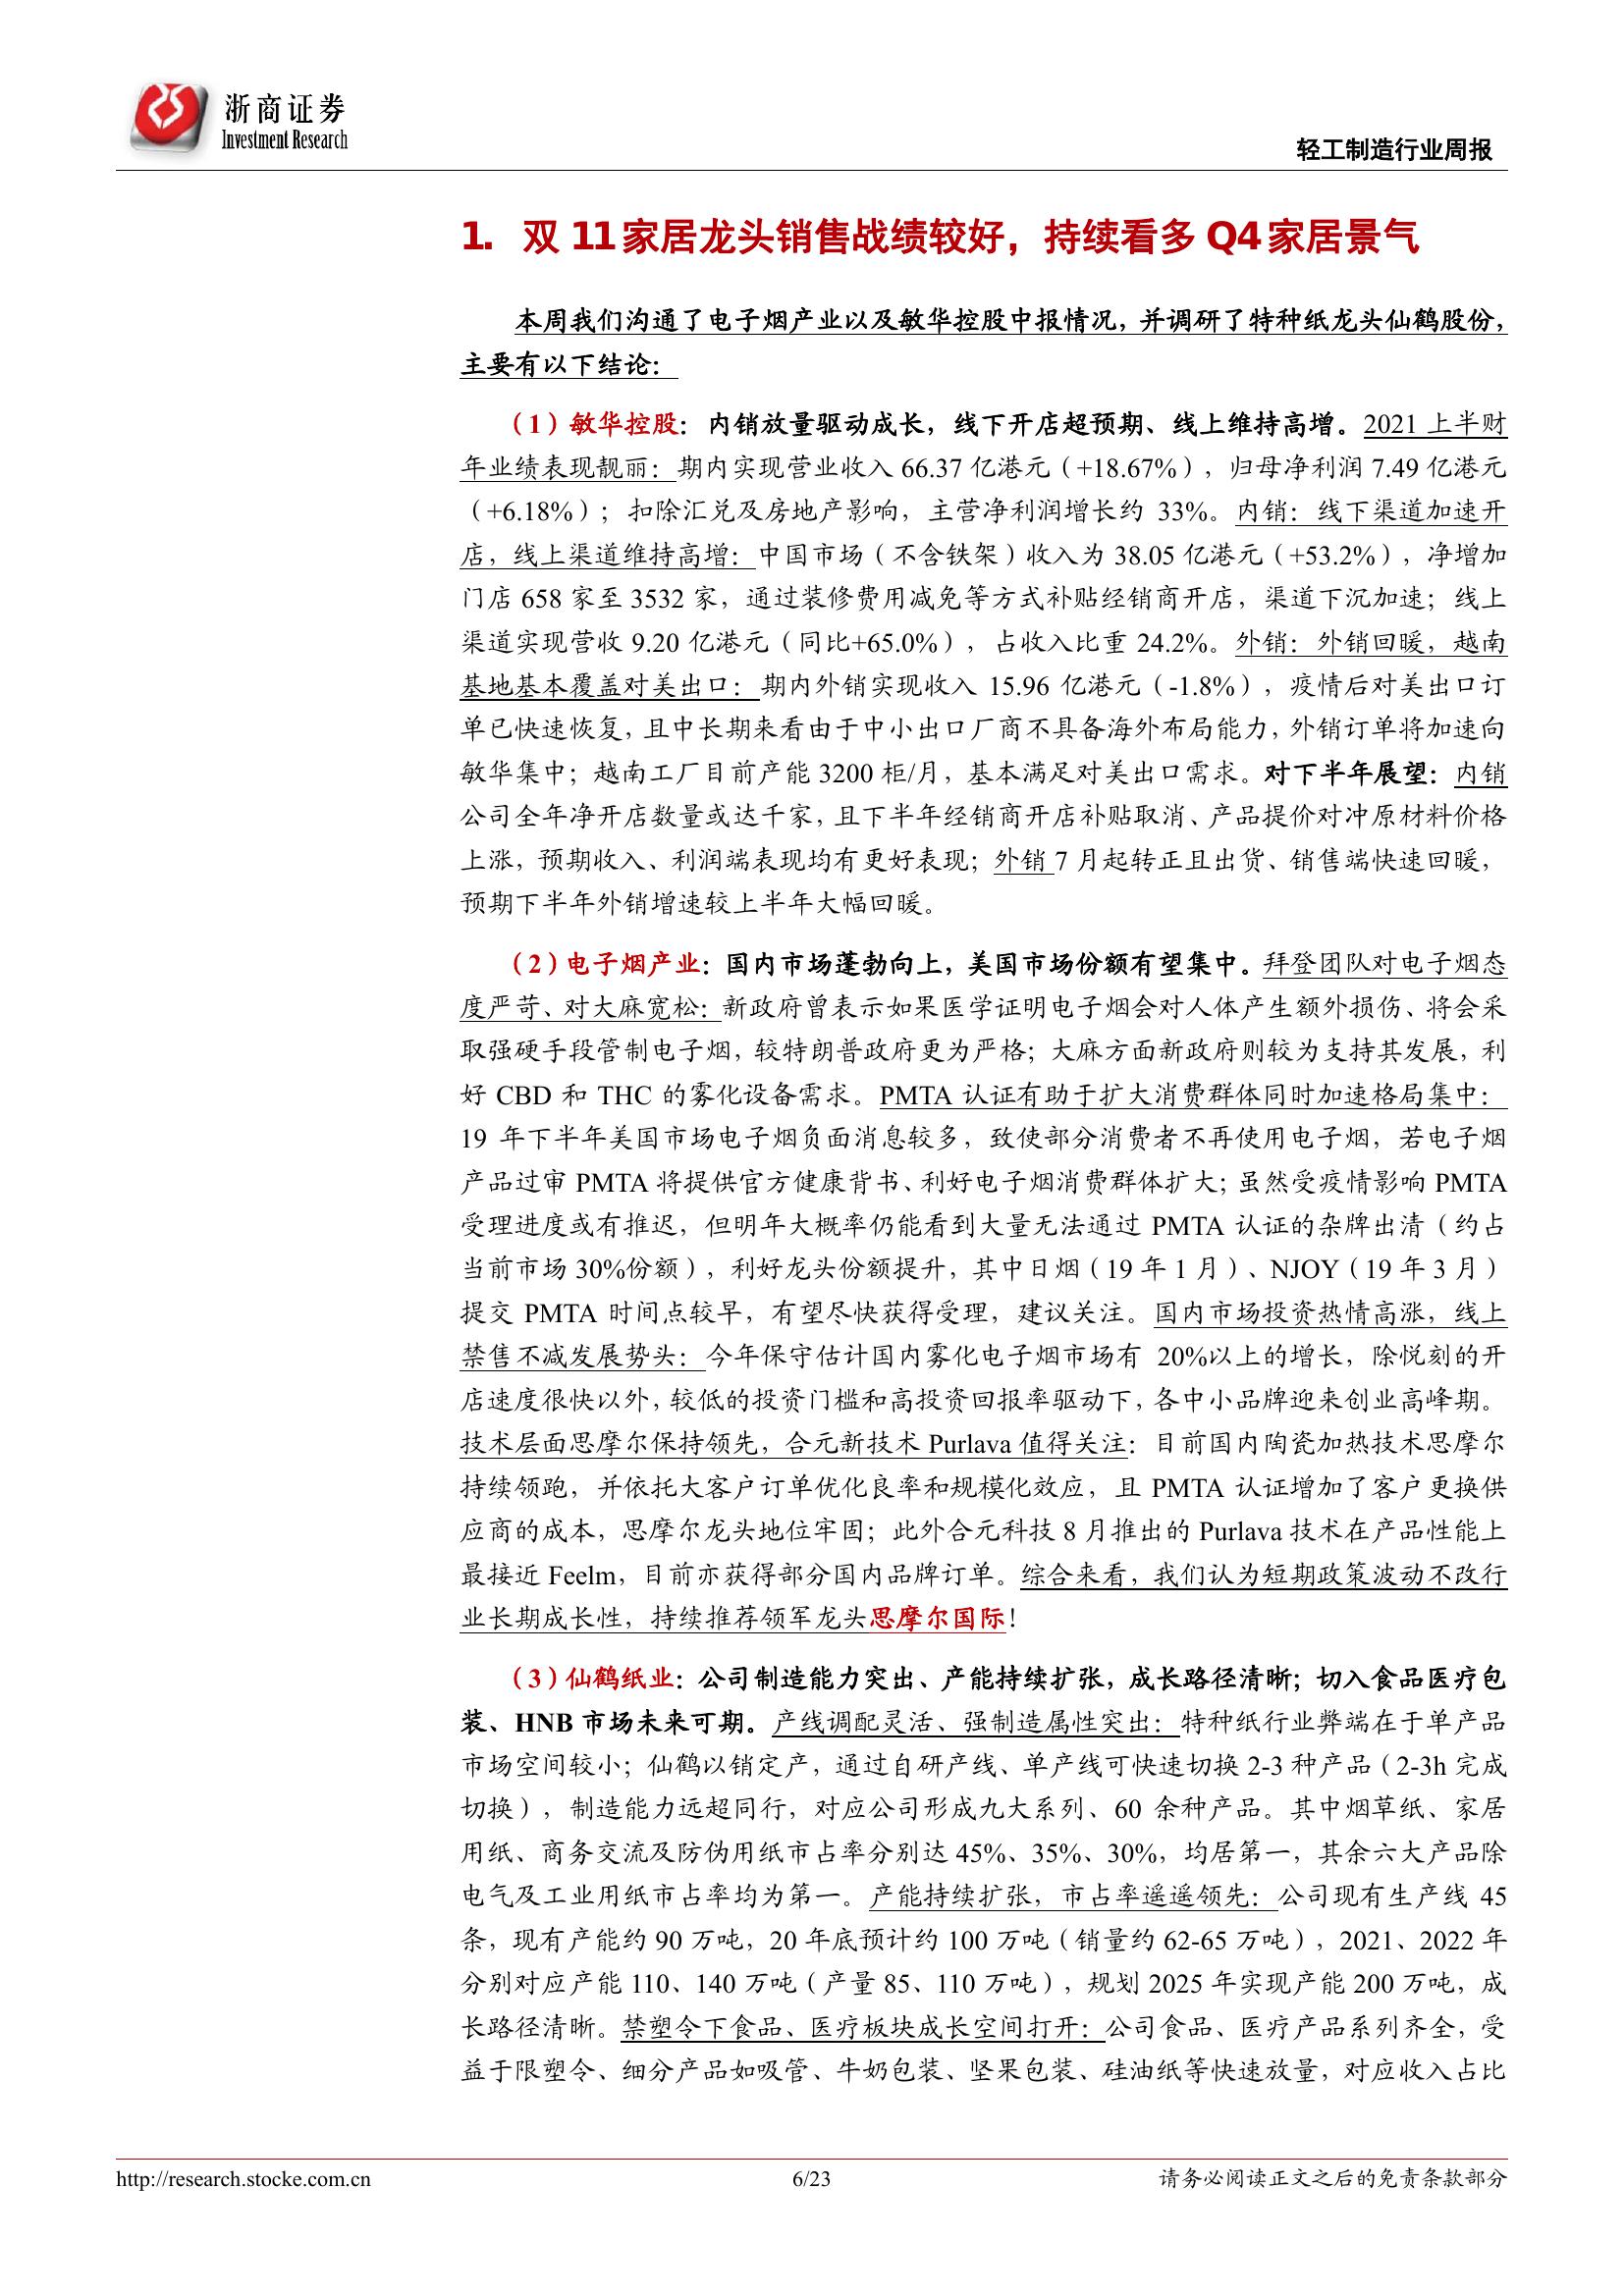 浙商证券
Investment Research
轻工制造行业周报
1. 双 11 家居龙头销售战绩较好，持续看多 Q4 家居景气
本周我们沟通了电子烟产业以及敏华控股中报情况，并调研了特种纸龙头仙鹤股份，
主要有以下结论：
（1）敏华控股：内销放量驱动成长，线下开店超预期、线上维持高增。2021 上半财
年业绩表现靓丽：期内实现营业收入 66.37 亿港元（+18.67%），归母净利润 7.49 亿港元
（+6.18%）；扣除汇兑及房地产影响，主营净利润增长约 33%。内销：线下渠道加速开
店，线上渠道维持高增：中国市场（不含铁架）收入为 38.05 亿港元（+53.2%），净增加
门店 658 家至 3532 家，通过装修费用减免等方式补贴经销商开店，渠道下沉加速；线上
渠道实现营收 9.20 亿港元（同比+65.0%），占收入比重 24.2%。外销：外销回暖，越南
基地基本覆盖对美出口：期内外销实现收入 15.96 亿港元（-1.8%），疫情后对美出口订
单已快速恢复，且中长期来看由于中小出口厂商不具备海外布局能力，外销订单将加速向
敏华集中；越南工厂目前产能 3200 柜/月，基本满足对美出口需求。对下半年展望：内销
公司全年净开店数量或达千家，且下半年经销商开店补贴取消、产品提价对冲原材料价格
上涨，预期收入、利润端表现均有更好表现；外销 7 月起转正且出货、销售端快速回暖，
预期下半年外销增速较上半年大幅回暖。
（2）电子烟产业：国内市场蓬勃向上，美国市场份额有望集中。拜登团队对电子烟态
度严苛、对大麻宽松：新政府曾表示如果医学证明电子烟会对人体产生额外损伤、将会采
取强硬手段管制电子烟，较特朗普政府更为严格；大麻方面新政府则较为支持其发展，利
好 CBD 和 THC 的雾化设备需求。PMTA 认证有助于扩大消费群体同时加速格局集中：
19 年下半年美国市场电子烟负面消息较多，致使部分消费者不再使用电子烟，若电子烟
产品过审 PMTA 将提供官方健康背书、利好电子烟消费群体扩大；虽然受疫情影响 PMTA
受理进度或有推迟，但明年大概率仍能看到大量无法通过 PMTA 认证的杂牌出清（约占
当前市场 30%份额），利好龙头份额提升，其中日烟（19 年 1 月）、NJOY（19 年 3 月）
提交 PMTA 时间点较早，有望尽快获得受理，建议关注。国内市场投资热情高涨，线上
禁售不减发展势头：今年保守估计国内雾化电子烟市场有 20%以上的增长，除悦刻的开
店速度很快以外，较低的投资门槛和高投资回报率驱动下，各中小品牌迎来创业高峰期。
技术层面思摩尔保持领先，合元新技术 Purlava 值得关注：目前国内陶瓷加热技术思摩尔
持续领跑，并依托大客户订单优化良率和规模化效应，且 PMTA 认证增加了客户更换供
应商的成本，思摩尔龙头地位牢固；此外合元科技 8 月推出的 Purlava 技术在产品性能上
最接近 Feelm，目前亦获得部分国内品牌订单。综合来看，我们认为短期政策波动不改行
业长期成长性，持续推荐领军龙头思摩尔国际！
（3）仙鹤纸业：公司制造能力突出、产能持续扩张，成长路径清晰；切入食品医疗包
装、HNB 市场未来可期。产线调配灵活、强制造属性突出：特种纸行业弊端在于单产品
市场空间较小；仙鹤以销定产，通过自研产线、单产线可快速切换 2-3 种产品（2-3h 完成
切换），制造能力远超同行，对应公司形成九大系列、60 余种产品。其中烟草纸、家居
用纸、商务交流及防伪用纸市占率分别达 45%、35%、30%，均居第一，其余六大产品除
电气及工业用纸市占率均为第一。产能持续扩张，市占率遥遥领先：公司现有生产线 45
条，现有产能约 90 万吨，20 年底预计约 100 万吨（销量约 62-65 万吨），2021、2022 年
分别对应产能 110、140 万吨（产量 85、110 万吨），规划 2025 年实现产能 200 万吨，成
长路径清晰。禁塑令下食品、医疗板块成长空间打开：公司食品、医疗产品系列齐全，受
益于限塑令、细分产品如吸管、牛奶包装、坚果包装、硅油纸等快速放量，对应收入占比
http://research.stocke.com.cn
6/23
请务必阅读正文之后的免责条款部分